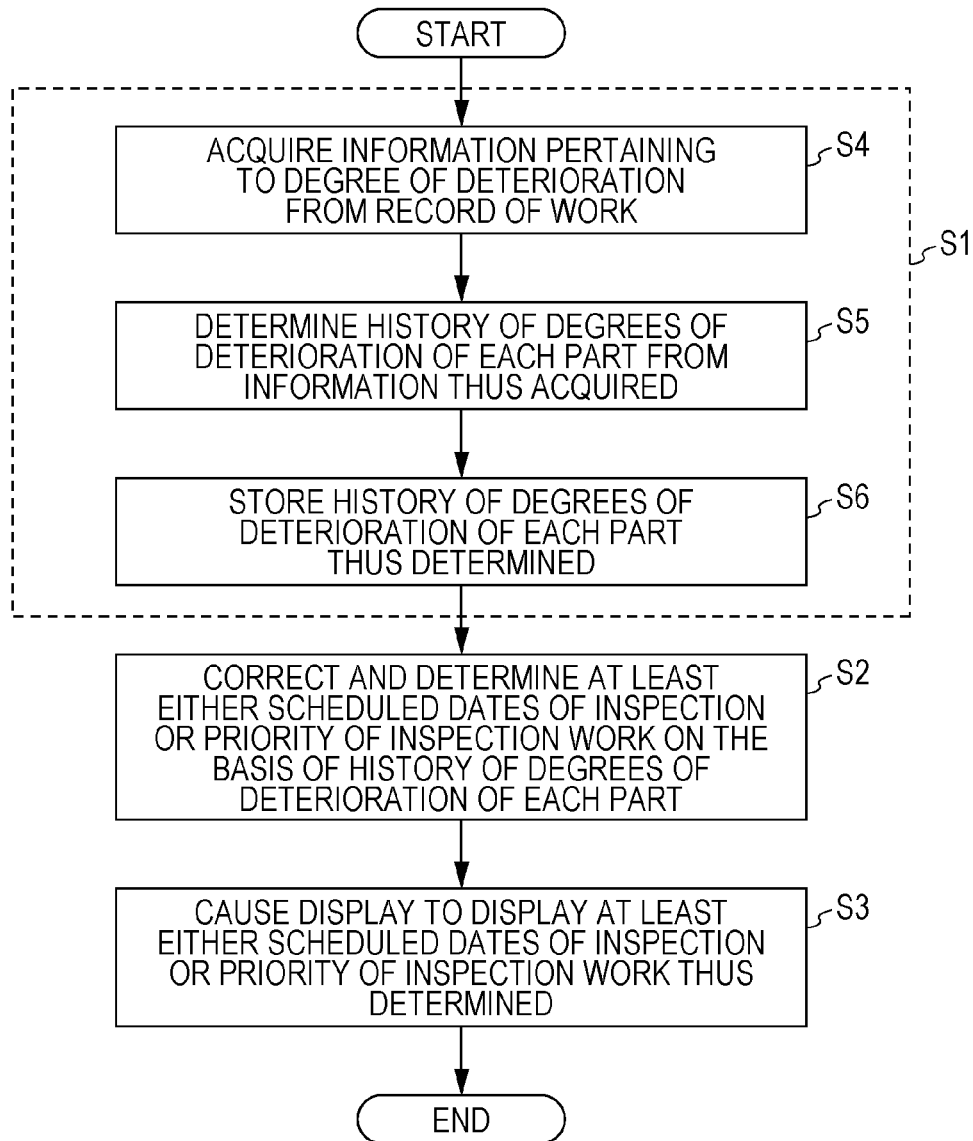 START
ACQUIRE INFORMATION PERTAINING
TO DEGREE OF DETERIORATION
FROM RECORD OF WORK
S4
S1
DETERMINE HISTORY OF DEGREES OF
DETERIORATION OF EACH PART FROM
INFORMATION THUS ACQUIRED
S5
STORE HISTORY OF DEGREES OF
DETERIORATION OF EACH PART
THUS DETERMINED
S6
CORRECT AND DETERMINE AT LEAST
EITHER SCHEDULED DATES OF INSPECTION
OR PRIORITY OF INSPECTION WORK ON THE
BASIS OF HISTORY OF DEGREES OF
DETERIORATION OF EACH PART
S2
CAUSE DISPLAY TO DISPLAY AT LEAST
EITHER SCHEDULED DATES OF INSPECTION
OR PRIORITY OF INSPECTION WORK THUS
DETERMINED
S3
END